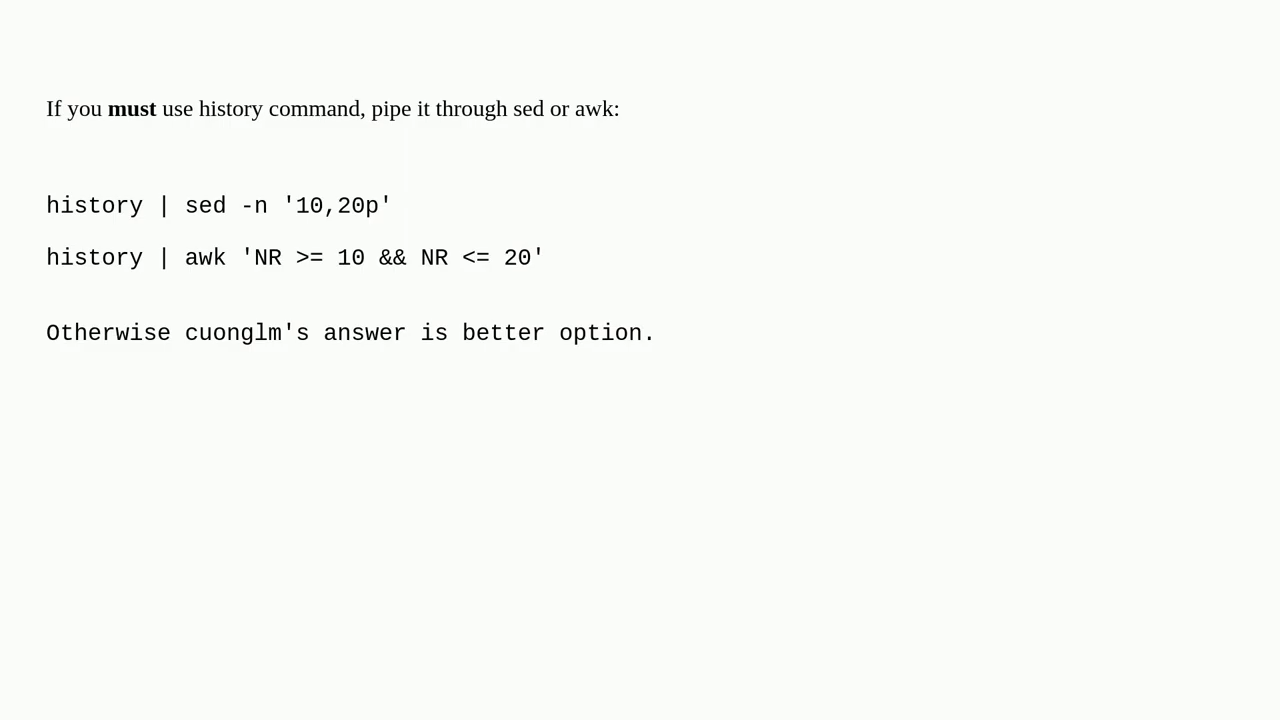 If you must use history command, pipe it through sed or awk:
history | sed -n '10,20p'
history | awk 'NR >= 10 && NR <= 20'
Otherwise cuonglm's answer is better option.